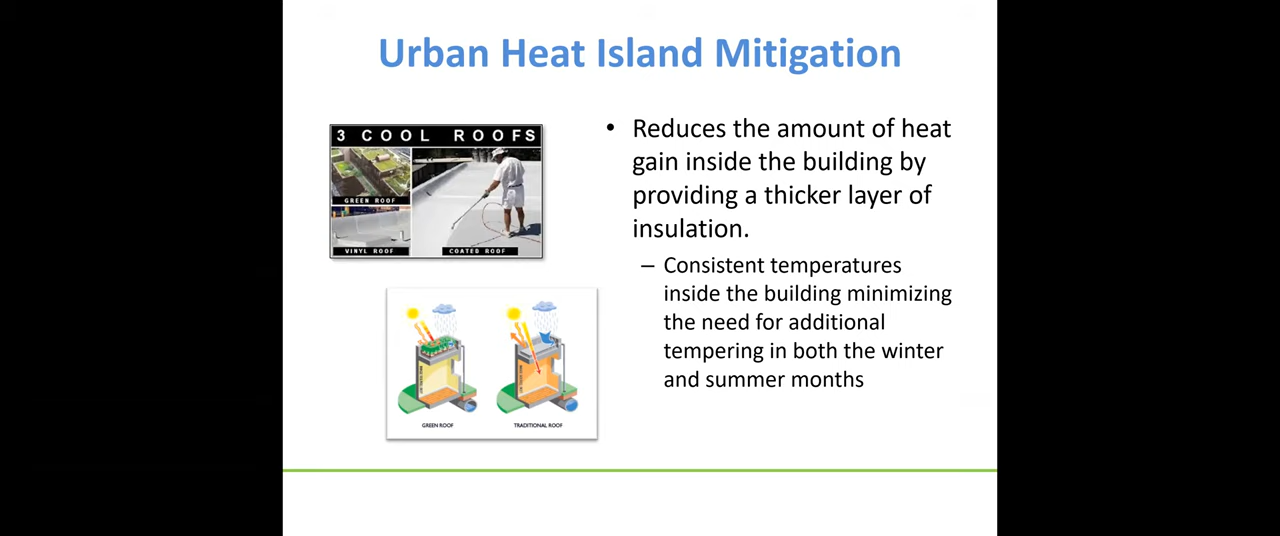 Urban Heat Island Mitigation
3 COOL ROOFS
GREEN ROOF
VINYL ROOF
COATED ROOF
• Reduces the amount of heat
gain inside the building by
providing a thicker layer of
insulation.
– Consistent temperatures
inside the building minimizing
the need for additional
tempering in both the winter
and summer months
GREEN ROOF
TRADITIONAL ROOF